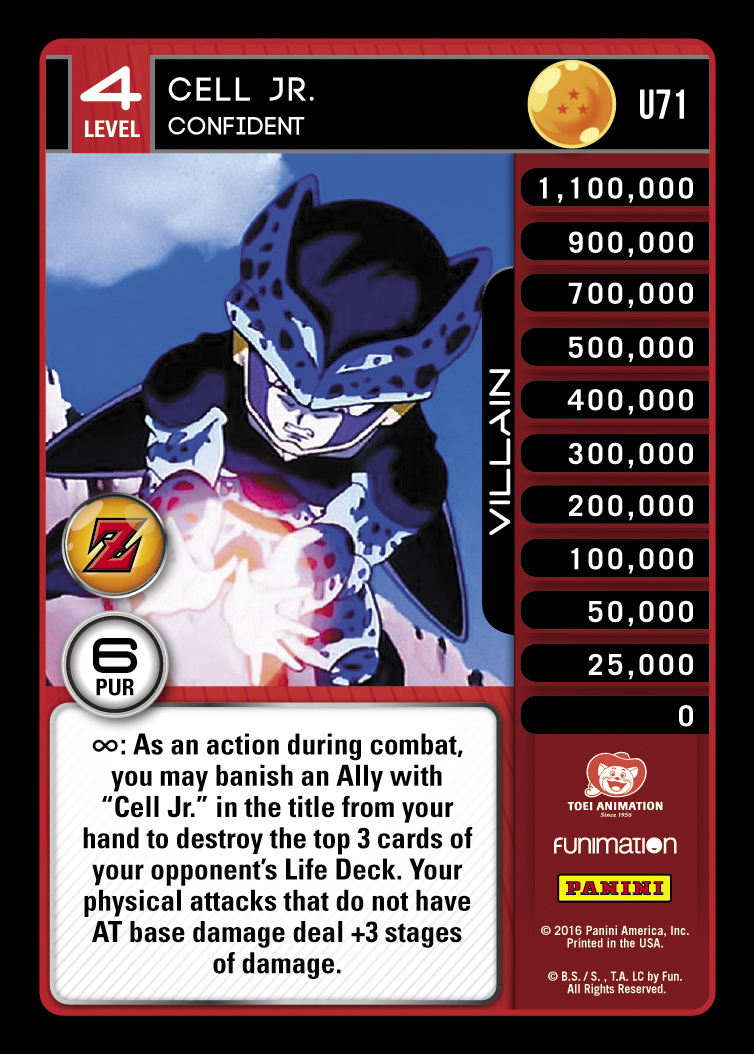 4
LEVEL
CELL JR.
CONFIDENT
U71
1,100,000
900,000
700,000
500,000
400,000
300,000
200,000
100,000
50,000
25,000
0
VILLAIN
Z
6
PUR
∞: As an action during combat,
you may banish an Ally with
“Cell Jr.” in the title from your
hand to destroy the top 3 cards of
your opponent’s Life Deck. Your
physical attacks that do not have
AT base damage deal +3 stages
of damage.
TOEI ANIMATION
Since 1956
FUNIMATION
PANINI
© 2016 Panini America, Inc.
Printed in the USA.
© B.S. / S. , T.A. LC by Fun.
All Rights Reserved.